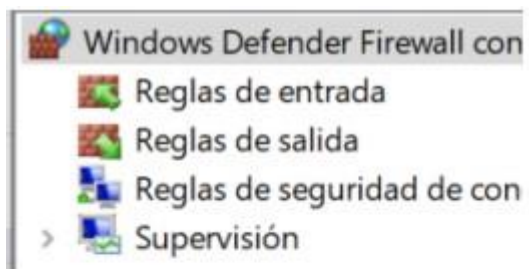 Windows Defender Firewall con
Reglas de entrada
Reglas de salida
Reglas de seguridad de con
Supervisión